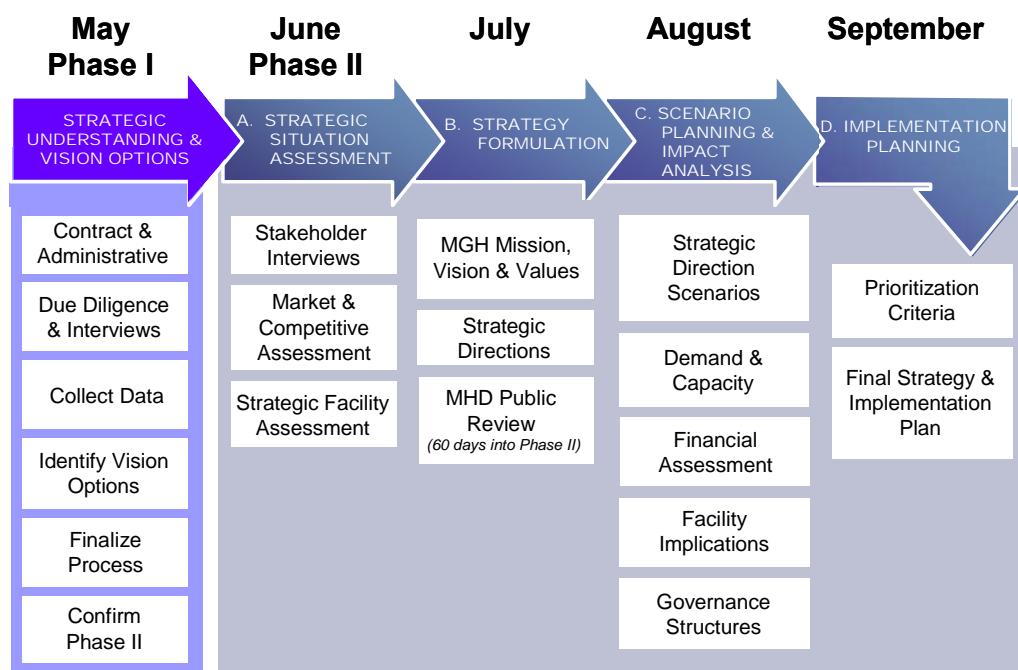 May
Phase I
STRATEGIC
UNDERSTANDING &
VISION OPTIONS
Contract &
Administrative
Due Diligence
& Interviews
Collect Data
Identify Vision
Options
Finalize
Process
Confirm
Phase II
June
Phase II
A. STRATEGIC
SITUATION
ASSESSMENT
Stakeholder
Interviews
Market &
Competitive
Assessment
Strategic Facility
Assessment
July
B. STRATEGY
FORMULATION
MGH Mission,
Vision & Values
Strategic
Directions
MHD Public
Review
(60 days into Phase II)
August
C. SCENARIO
PLANNING &
IMPACT
ANALYSIS
Strategic
Direction
Scenarios
Demand &
Capacity
Financial
Assessment
Facility
Implications
Governance
Structures
September
D. IMPLEMENTATION
PLANNING
Prioritization
Criteria
Final Strategy &
Implementation
Plan